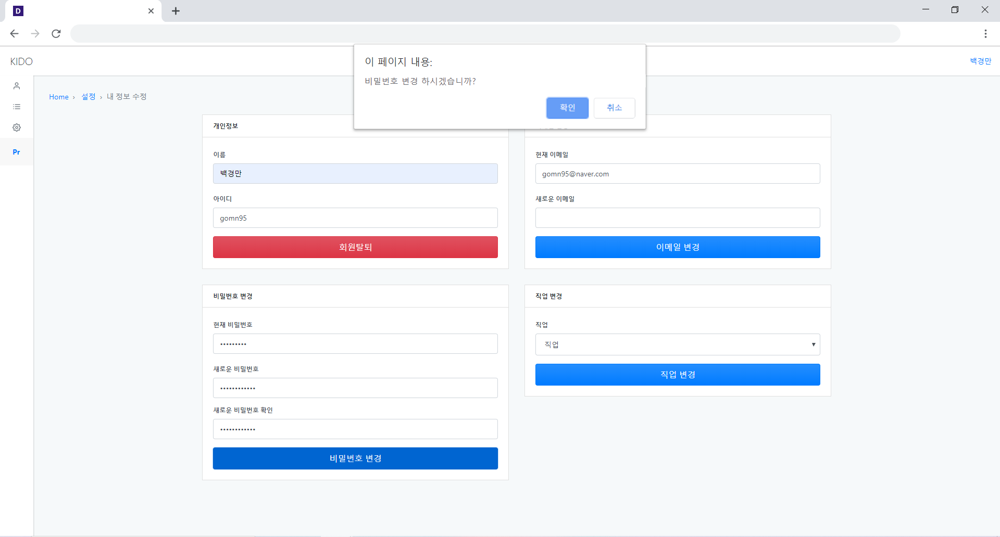 D
KIDO
백경만
이 페이지 내용:
비밀번호 변경 하시겠습니까?
확인
취소
Pr
Home › 설정 › 내 정보 수정
개인정보
이름
백경만
아이디
gomn95
회원탈퇴
현재 이메일
gomn95@naver.com
새로운 이메일
이메일 변경
비밀번호 변경
현재 비밀번호
•••••••••
새로운 비밀번호
••••••••••••
새로운 비밀번호 확인
••••••••••••
비밀번호 변경
직업 변경
직업
직업
직업 변경